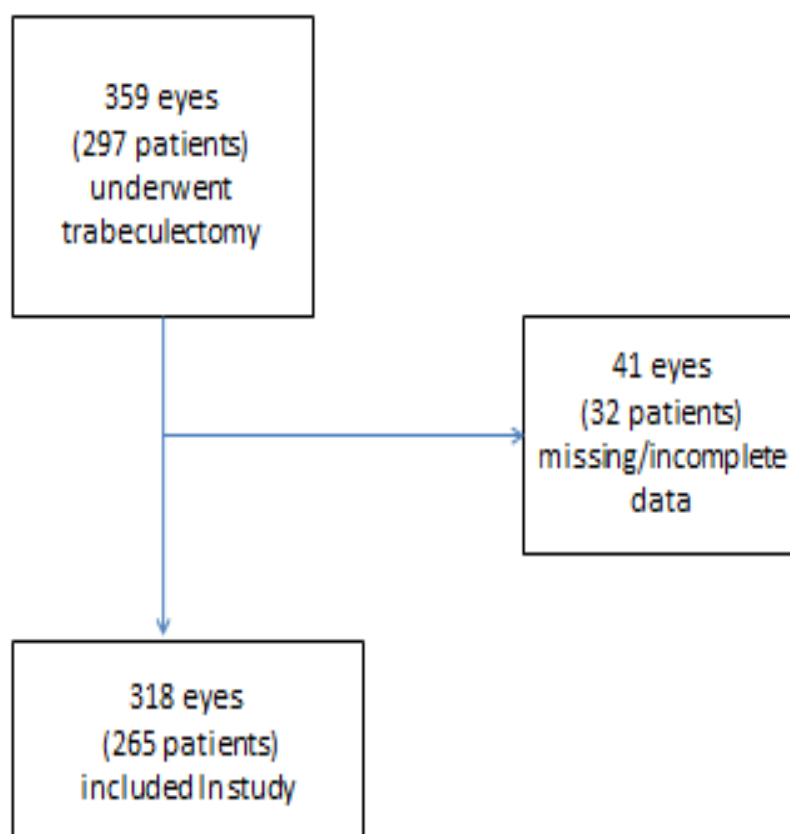 359 eyes
(297 patients)
underwent
trabeculectomy
41 eyes
(32 patients)
missing/incomplete
data
318 eyes
(265 patients)
included In study